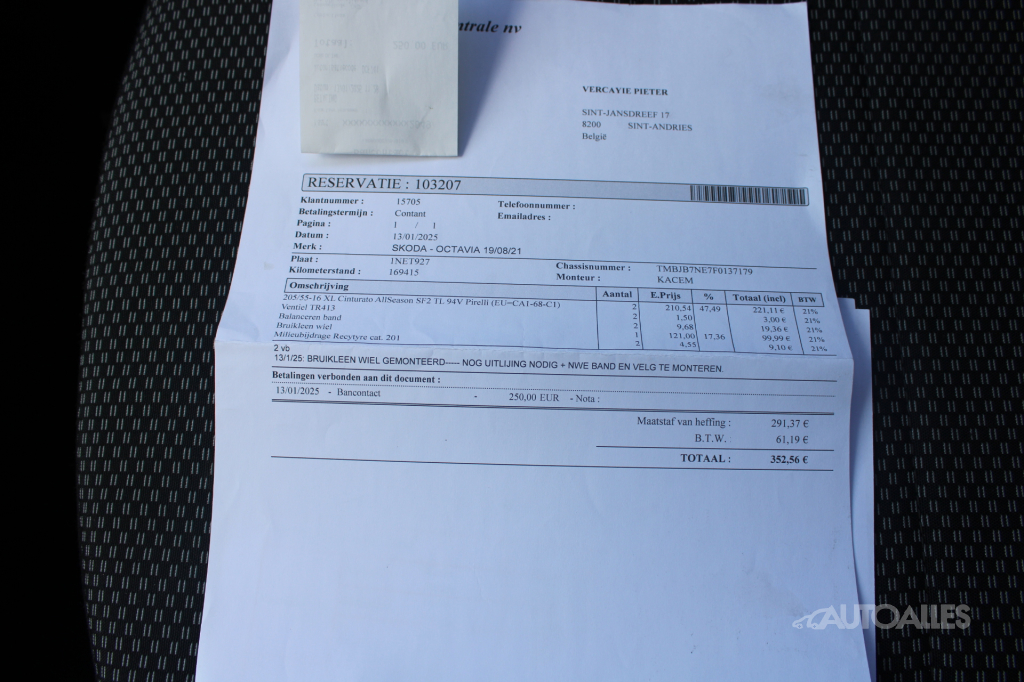 ntrale nv
Totaal 250,00 EUR
VERCAYIE PIETER
SINT-JANSDREEF 17
8200 SINT-ANDRIES
België
RESERVATIE : 103207
Klantnummer : 15705 Telefoonnummer :
Betalingstermijn : Contant Emailadres :
Pagina : 1 / 1
Datum : 13/01/2025
Merk : SKODA - OCTAVIA 19/08/21
Plaat : 1NET927 Chassisnummer : TMBJB7NE7F0137179
Kilometerstand : 169415 Monteur : KACEM
Omschrijving Aantal E.Prijs % Totaal (incl) BTW
205/55-16 XL Cinturato AllSeason SF2 TL 94V Pirelli (EU=CA1-68-C1) 2 210,54 47,49 221,11 € 21%
Ventiel TR413 2 1,50 3,00 € 21%
Balanceren band 2 9,68 19,36 € 21%
Bruikleen wiel 1 121,00 17,36 99,99 € 21%
Milieubijdrage Recytyre cat. 201 2 4,55 9,10 € 21%
2 vb
13/1/25: BRUIKLEEN WIEL GEMONTEERD----- NOG UITLIJING NODIG + NWE BAND EN VELG TE MONTEREN.
Betalingen verbonden aan dit document :
13/01/2025 - Bancontact - 250,00 EUR - Nota :
Maatstaf van heffing : 291,37 €
B.T.W. : 61,19 €
TOTAAL : 352,56 €
AUTOALLES